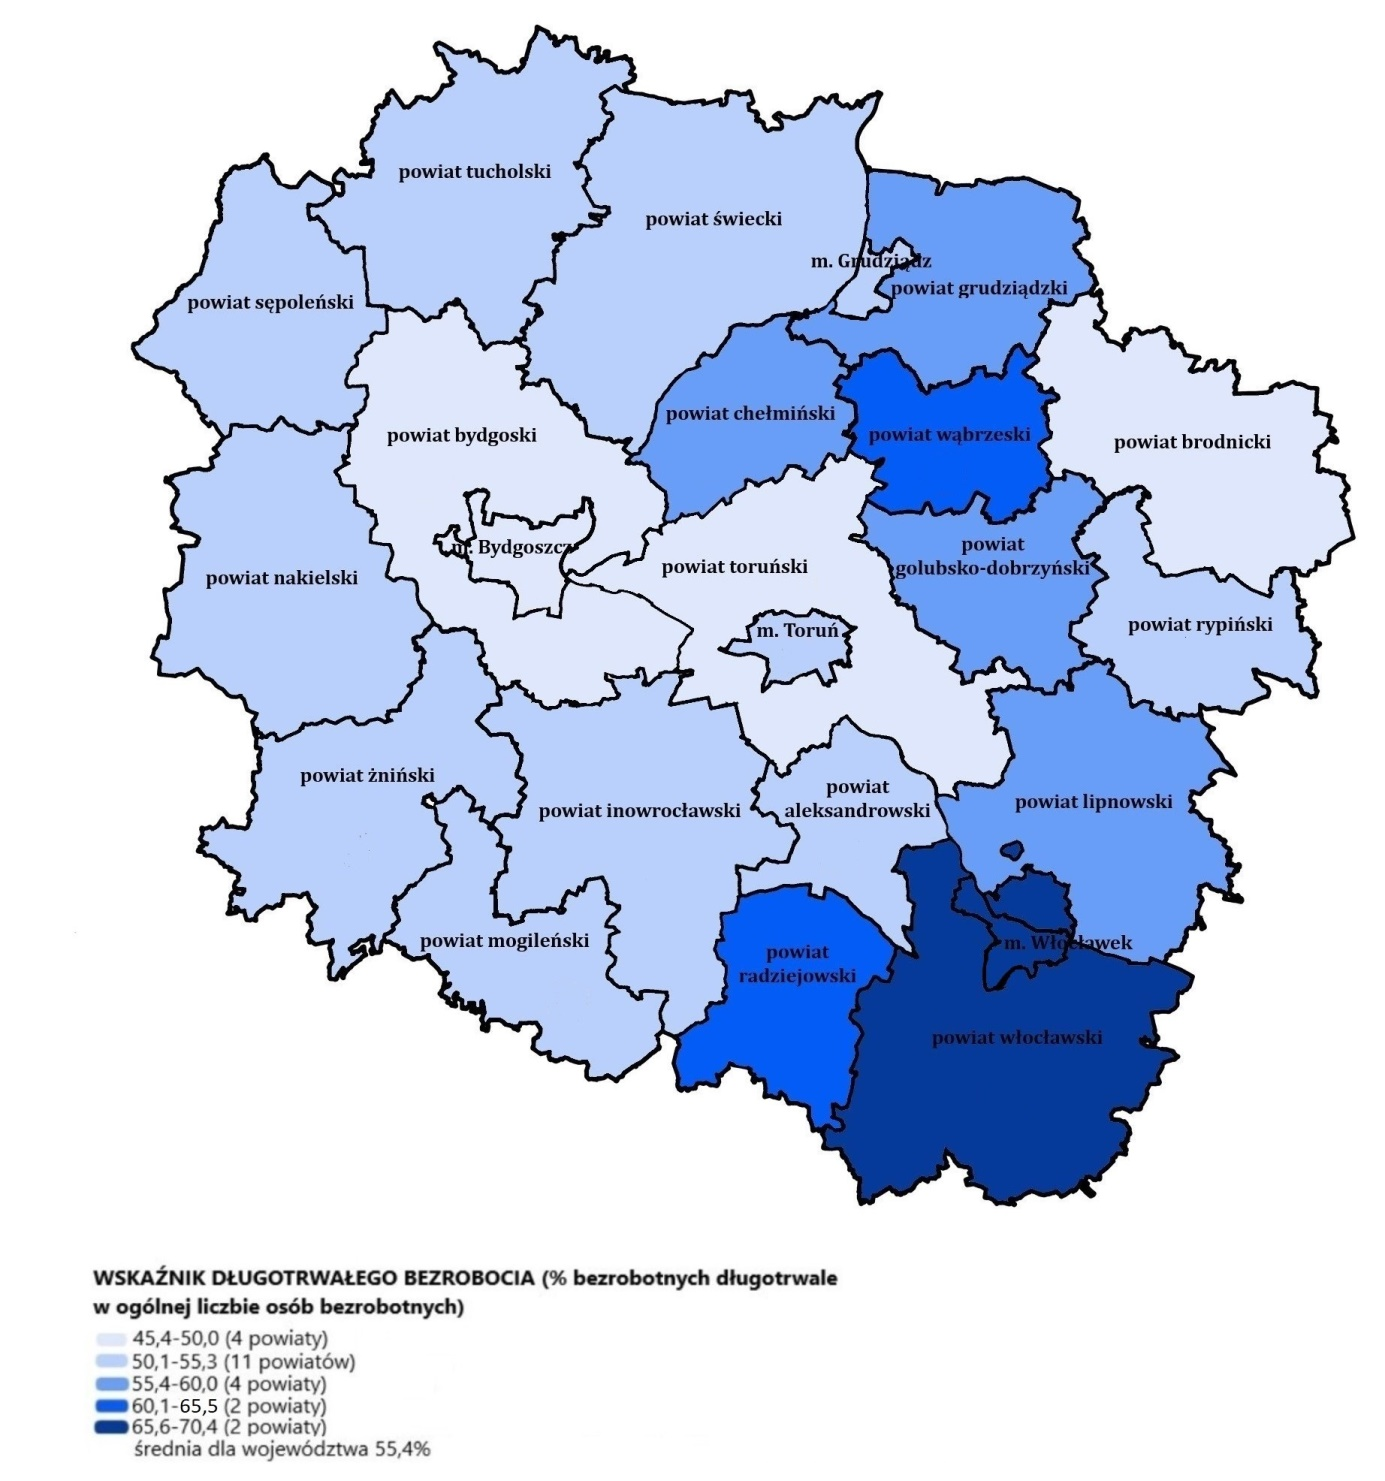 powiat tucholski
powiat świecki
m. Grudziądz
powiat grudziądzki
powiat sępoleński
powiat chełmiński
powiat wąbrzeski
powiat bydgoski
powiat brodnicki
m. Bydgoszcz
powiat toruński
powiat
golubsko-dobrzyński
powiat nakielski
m. Toruń
powiat rypiński
powiat żniński
powiat inowrocławski
powiat
aleksandrowski
powiat lipnowski
powiat mogileński
powiat
radziejowski
m. Włocławek
powiat włocławski
WSKAŹNIK DŁUGOTRWAŁEGO BEZROBOCIA (% bezrobotnych długotrwale
w ogólnej liczbie osób bezrobotnych)
45,4-50,0 (4 powiaty)
50,1-55,3 (11 powiatów)
55,4-60,0 (4 powiaty)
60,1-65,5 (2 powiaty)
65,6-70,4 (2 powiaty)
średnia dla województwa 55,4%